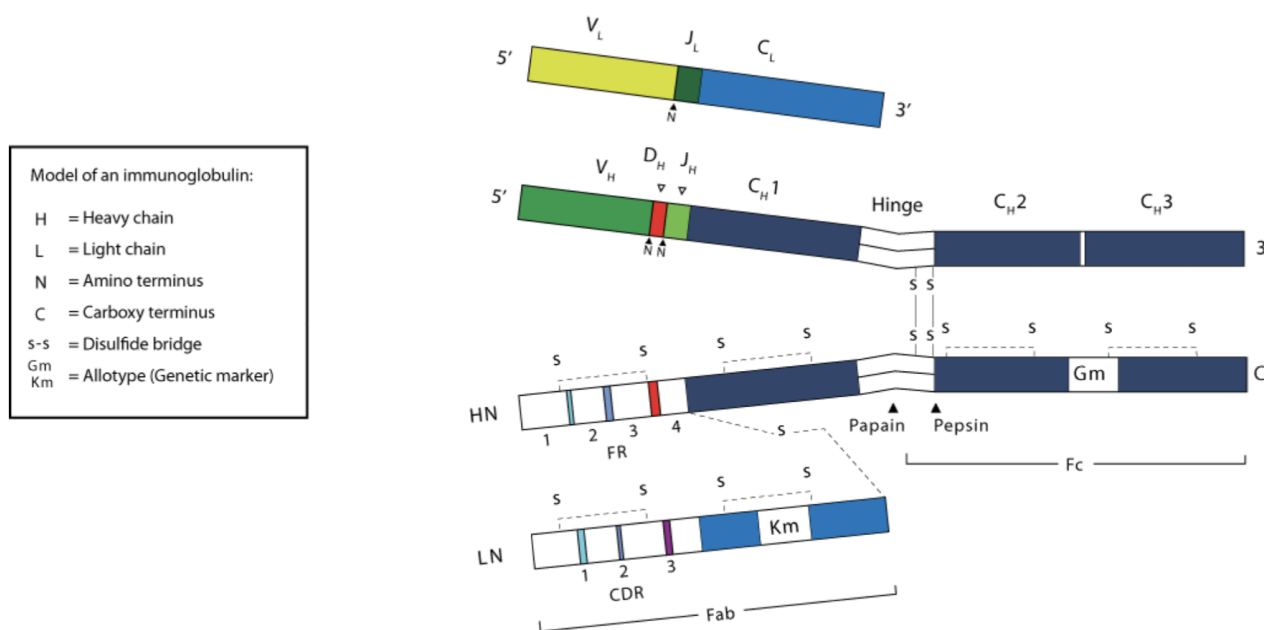 Model of an immunoglobulin:
H = Heavy chain
L = Light chain
N = Amino terminus
C = Carboxy terminus
s-s = Disulfide bridge
Gm
Km = Allotype (Genetic marker)
V L J L C L
5′ 3′
N
V H D H J H C H 1 Hinge C H 2 C H 3
5′ 3
N N
s s
s s
s s s s s s s s
HN Gm C
1 2 3 4
FR
Papain Pepsin
s
Fc
s s s s
LN Km
1 2 3
CDR
Fab